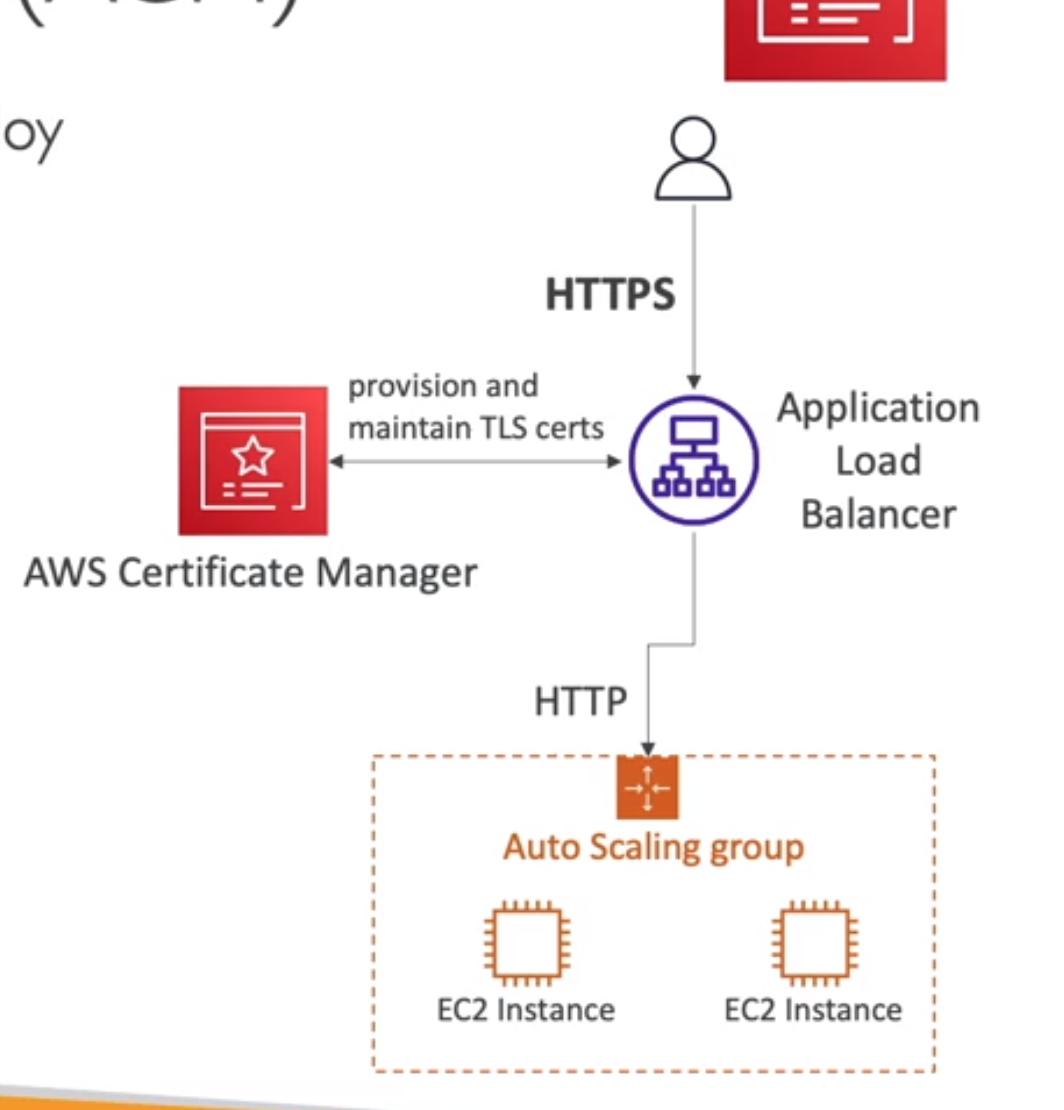 oy
HTTPS
provision and
maintain TLS certs
Application
Load
Balancer
AWS Certificate Manager
HTTP
Auto Scaling group
EC2 Instance
EC2 Instance